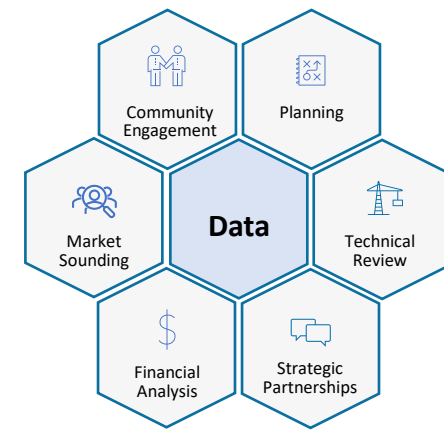 Community
Engagement
Planning
Market
Sounding
Data
Technical
Review
Financial
Analysis
Strategic
Partnerships